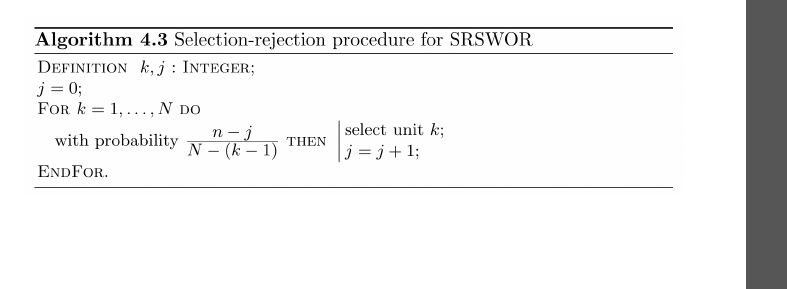 Algorithm 4.3 Selection-rejection procedure for SRSWOR
DEFINITION k, j : INTEGER;
j = 0;
FOR k = 1, . . . , N DO
with probability \frac{n − j}{N − (k − 1)} THEN | select unit k;
j = j + 1;
ENDFOR.